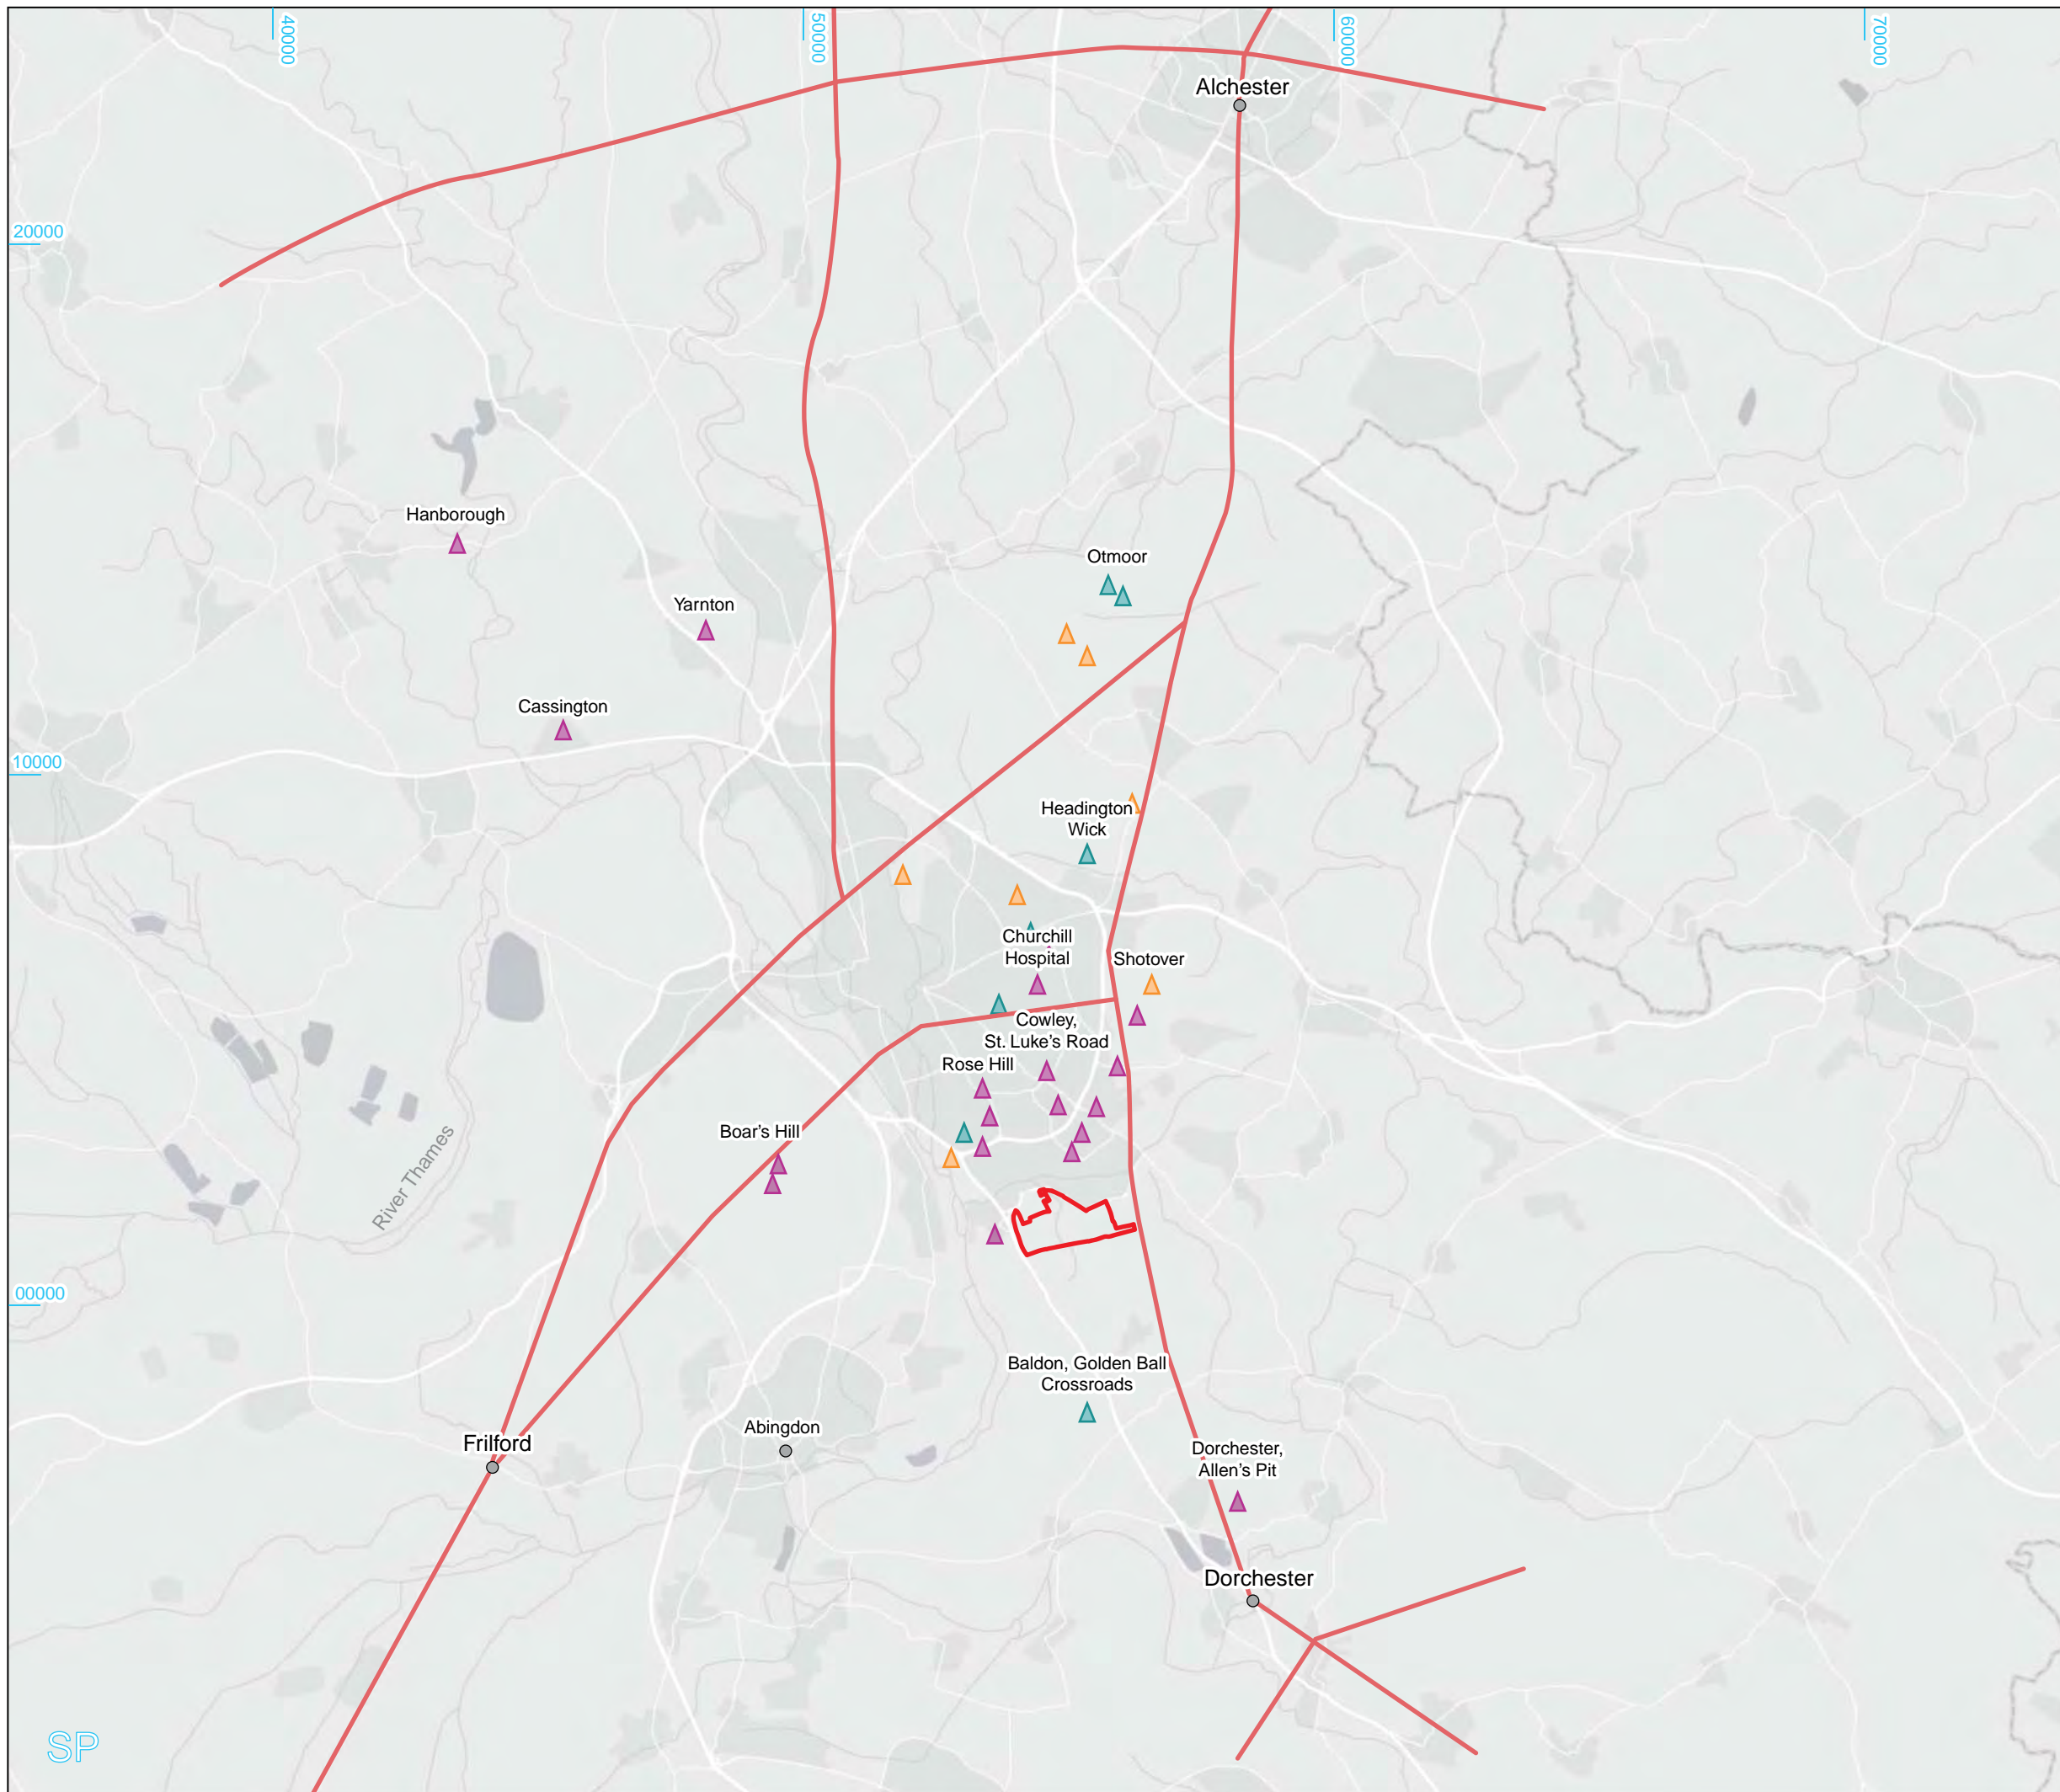 40000
50000
60000
70000
Alchester
20000
Hanborough
Otmoor
Yarnton
Cassington
10000
Headington
Wick
Churchill
Hospital
Shotover
Cowley,
St. Luke's Road
Rose Hill
Boar's Hill
River Thames
00000
Baldon, Golden Ball
Crossroads
Abingdon
Frilford
Dorchester,
Allen's Pit
Dorchester
SP